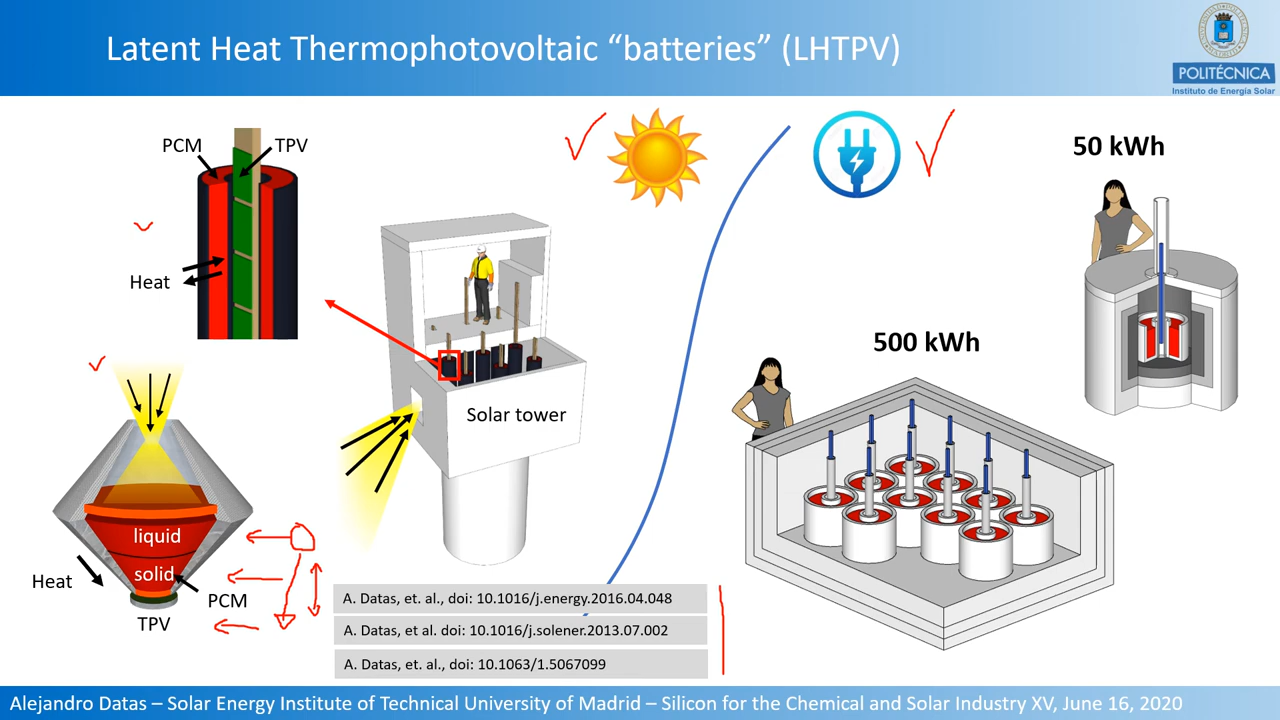 Latent Heat Thermophotovoltaic “batteries” (LHTPV)
POLITÉCNICA
Instituto de Energía Solar
PCM
TPV
Heat
Solar tower
liquid
solid
Heat
PCM
TPV
50 kWh
500 kWh
A. Datas, et. al., doi: 10.1016/j.energy.2016.04.048
A. Datas, et al. doi: 10.1016/j.solener.2013.07.002
A. Datas, et. al., doi: 10.1063/1.5067099
Alejandro Datas – Solar Energy Institute of Technical University of Madrid – Silicon for the Chemical and Solar Industry XV, June 16, 2020